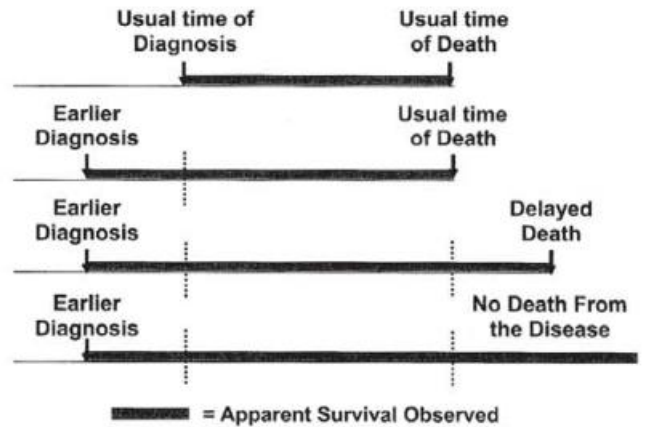 Usual time of
Diagnosis
Usual time
of Death
Earlier
Diagnosis
Usual time
of Death
Earlier
Diagnosis
Delayed
Death
Earlier
Diagnosis
No Death From
the Disease
= Apparent Survival Observed